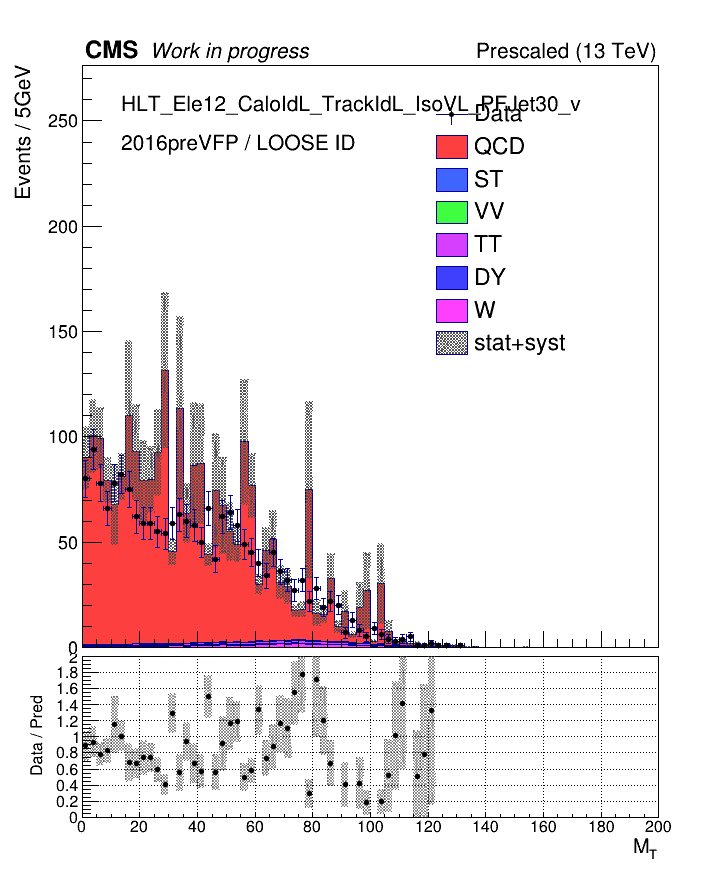 CMS Work in progress Prescaled (13 TeV)
Events / 5GeV
HLT_Ele12_CaloIdL_TrackIdL_IsoVL_PFJet30_v
2016preVFP / LOOSE ID
Data
QCD
ST
VV
TT
DY
W
stat+syst
250
200
150
100
50
0
Data / Pred
2
1.8
1.6
1.4
1.2
1
0.8
0.6
0.4
0.2
0
0 20 40 60 80 100 120 140 160 180 200
M_T